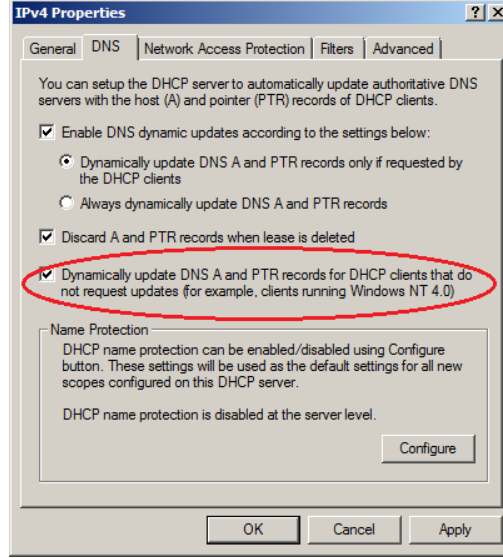 IPv4 Properties
General DNS Network Access Protection Filters Advanced
You can setup the DHCP server to automatically update authoritative DNS
servers with the host (A) and pointer (PTR) records of DHCP clients.
Enable DNS dynamic updates according to the settings below:
Dynamically update DNS A and PTR records only if requested by
the DHCP clients
Always dynamically update DNS A and PTR records
Discard A and PTR records when lease is deleted
Dynamically update DNS A and PTR records for DHCP clients that do
not request updates (for example, clients running Windows NT 4.0)
Name Protection
DHCP name protection can be enabled/disabled using Configure
button. These settings will be used as the default settings for all new
scopes configured on this DHCP server.
DHCP name protection is disabled at the server level.
Configure
OK Cancel Apply